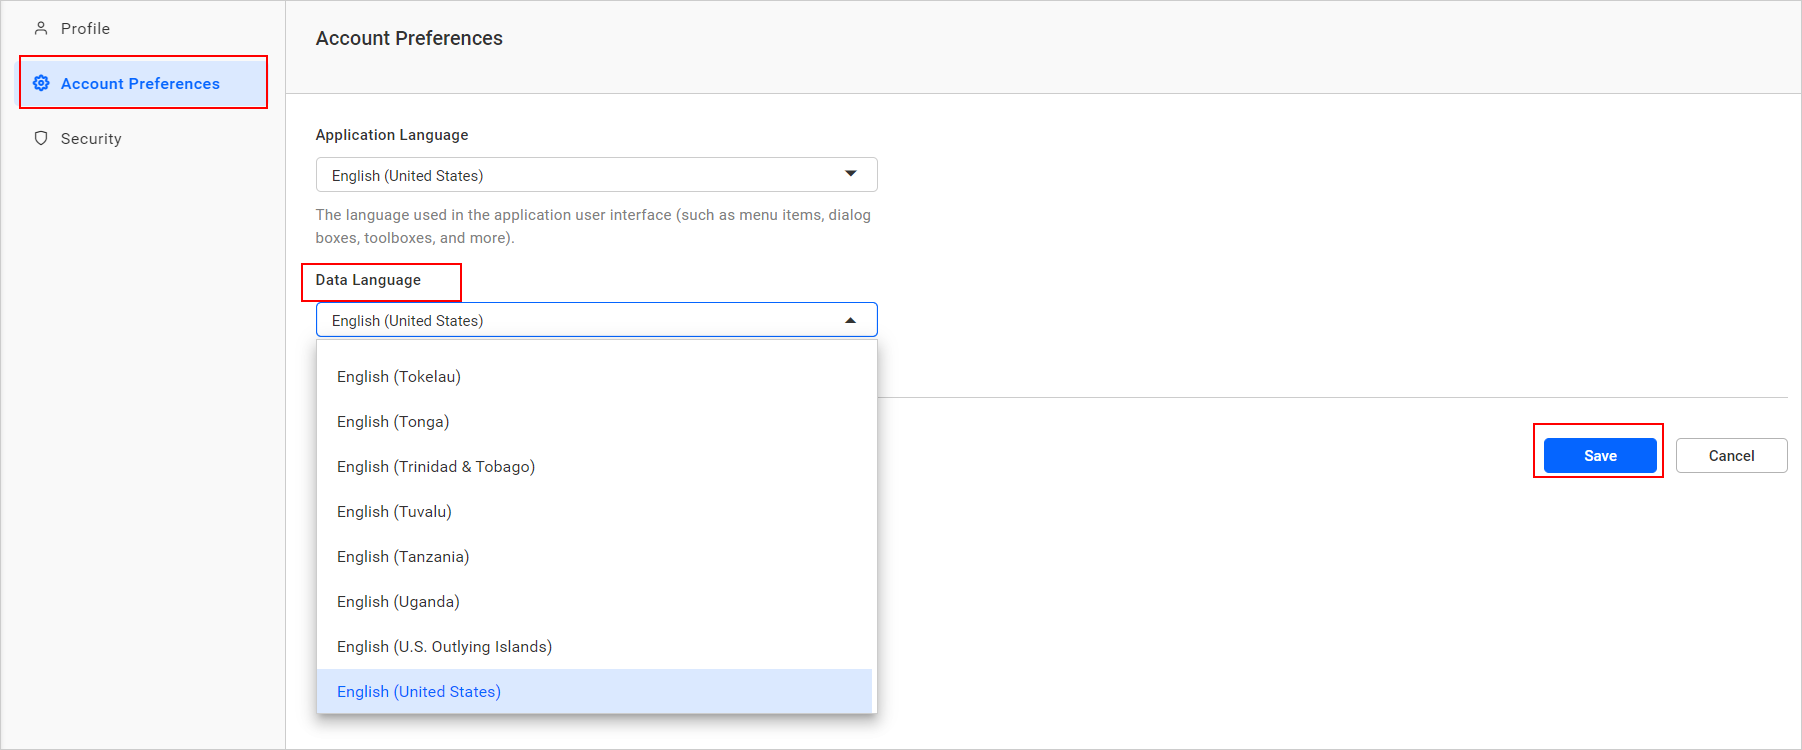 Profile
Account Preferences
Security
Account Preferences
Application Language
English (United States)
The language used in the application user interface (such as menu items, dialog
boxes, toolboxes, and more).
Data Language
English (United States)
English (Tokelau)
English (Tonga)
English (Trinidad & Tobago)
English (Tuvalu)
English (Tanzania)
English (Uganda)
English (U.S. Outlying Islands)
English (United States)
Save
Cancel